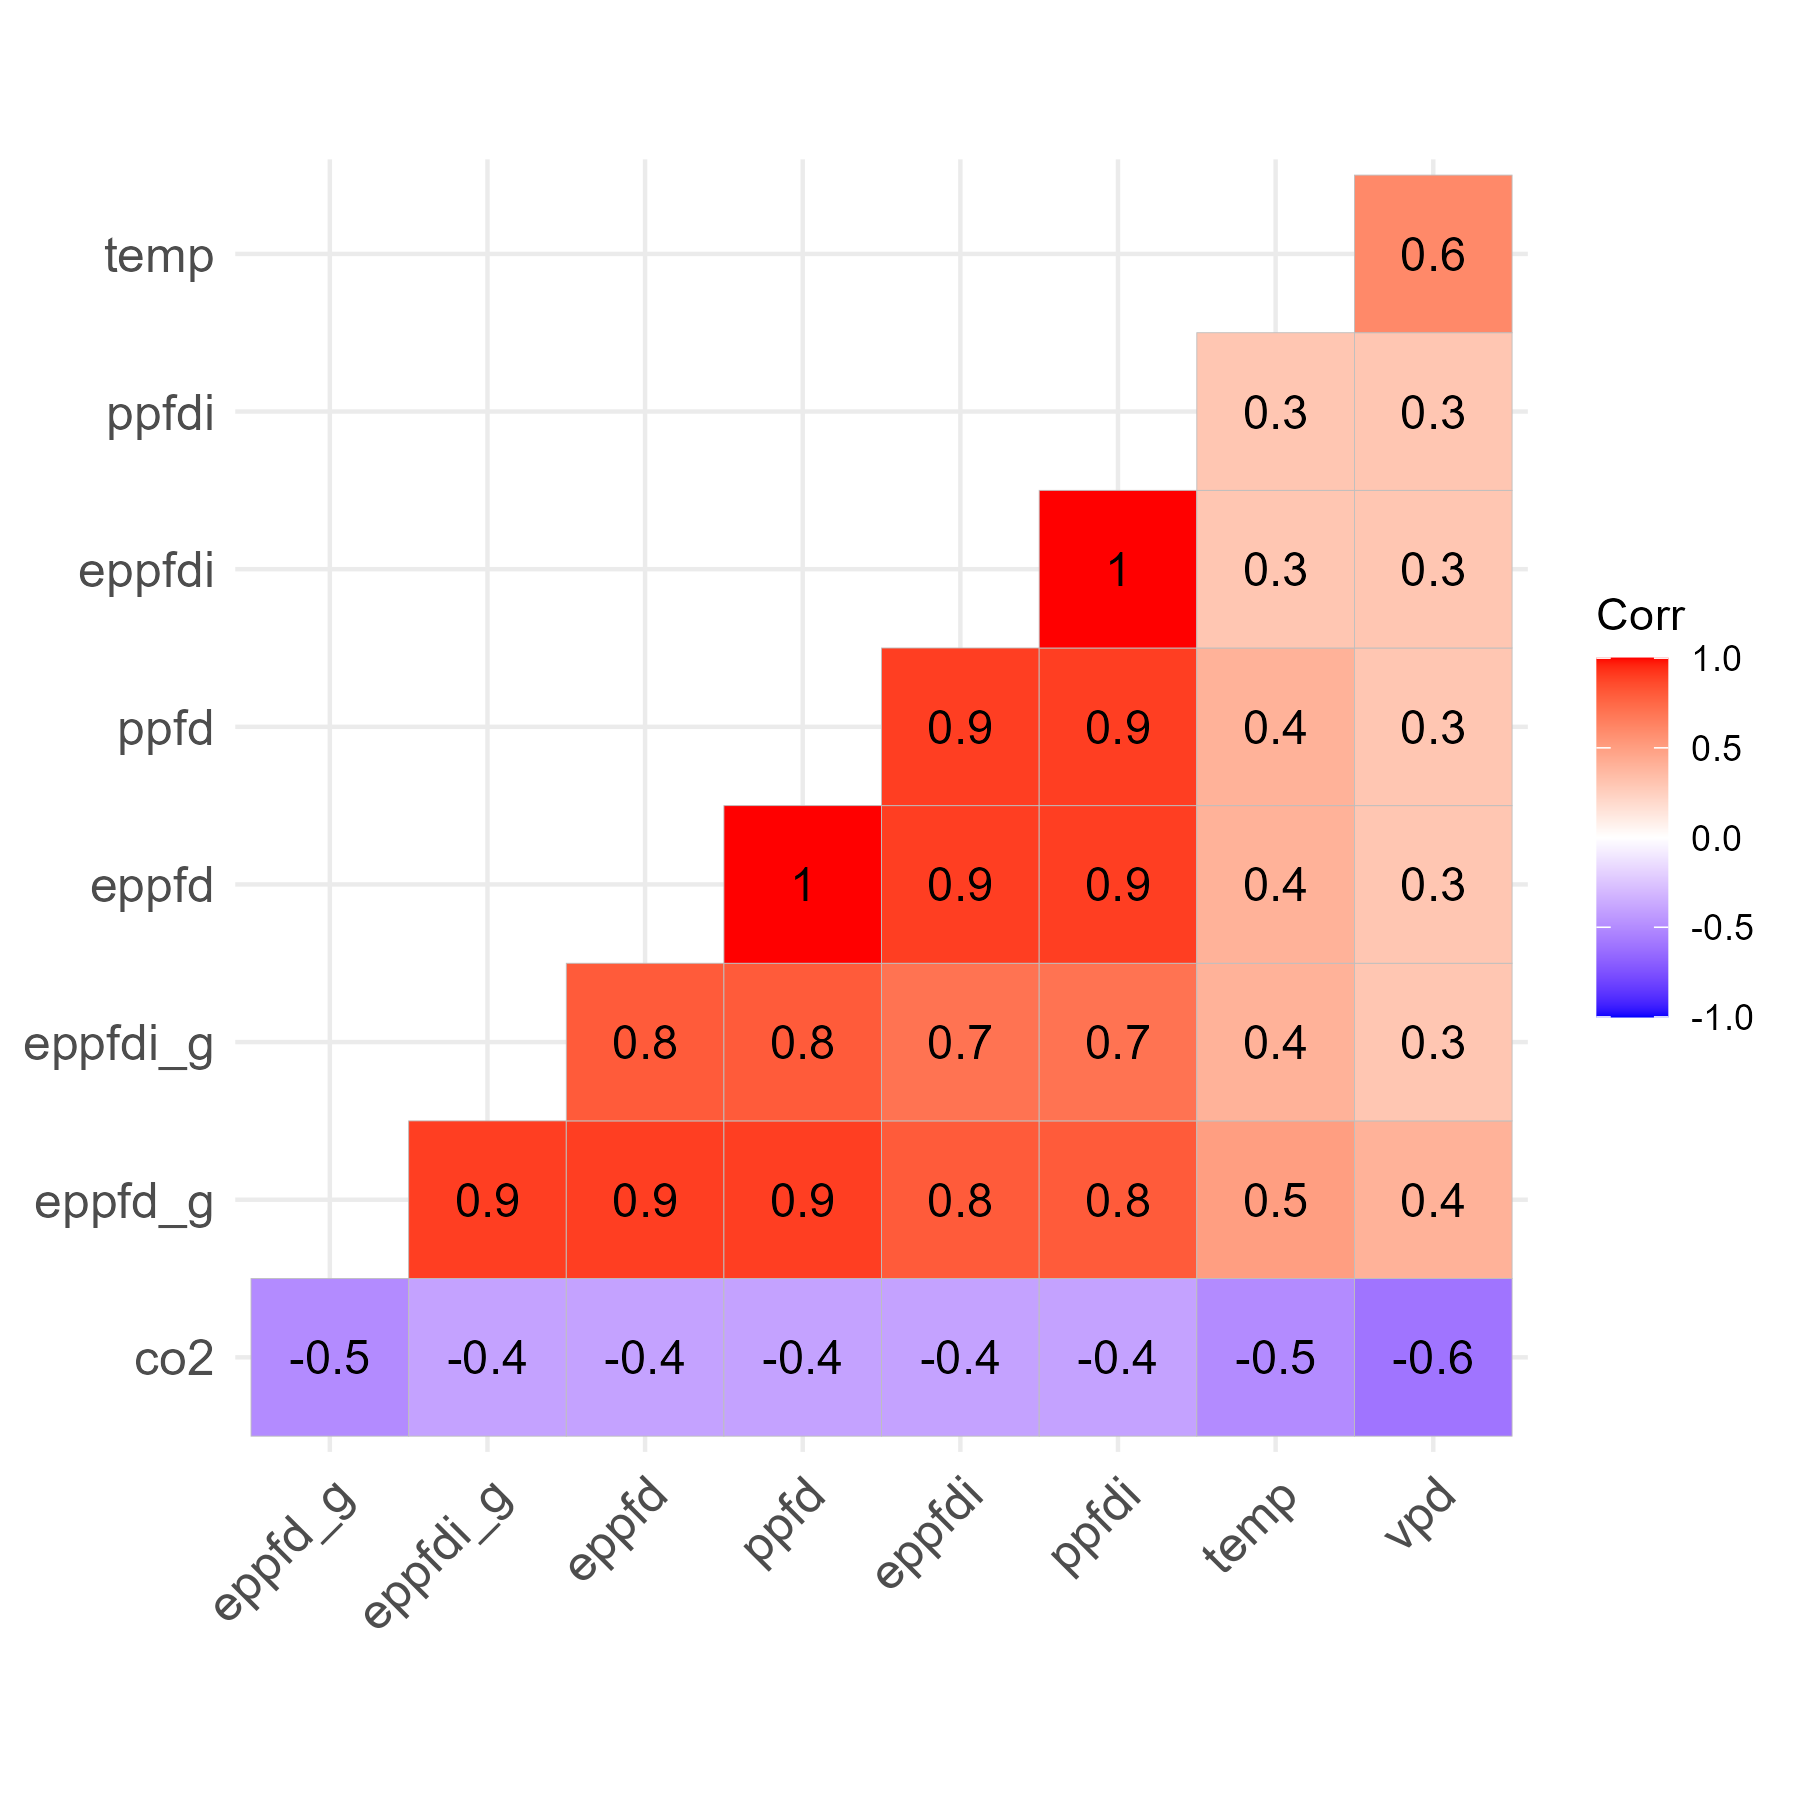 temp 0.6
ppfdi 0.3 0.3
eppfdi 1 0.3 0.3
ppfd 0.9 0.9 0.4 0.3
eppfd 1 0.9 0.9 0.4 0.3
eppfdi_g 0.8 0.8 0.7 0.7 0.4 0.3
eppfd_g 0.9 0.9 0.9 0.8 0.8 0.5 0.4
co2 -0.5 -0.4 -0.4 -0.4 -0.4 -0.4 -0.5 -0.6
eppfd_g eppfdi_g eppfd ppfd eppfdi ppfdi temp vpd
Corr
1.0
0.5
0.0
-0.5
-1.0